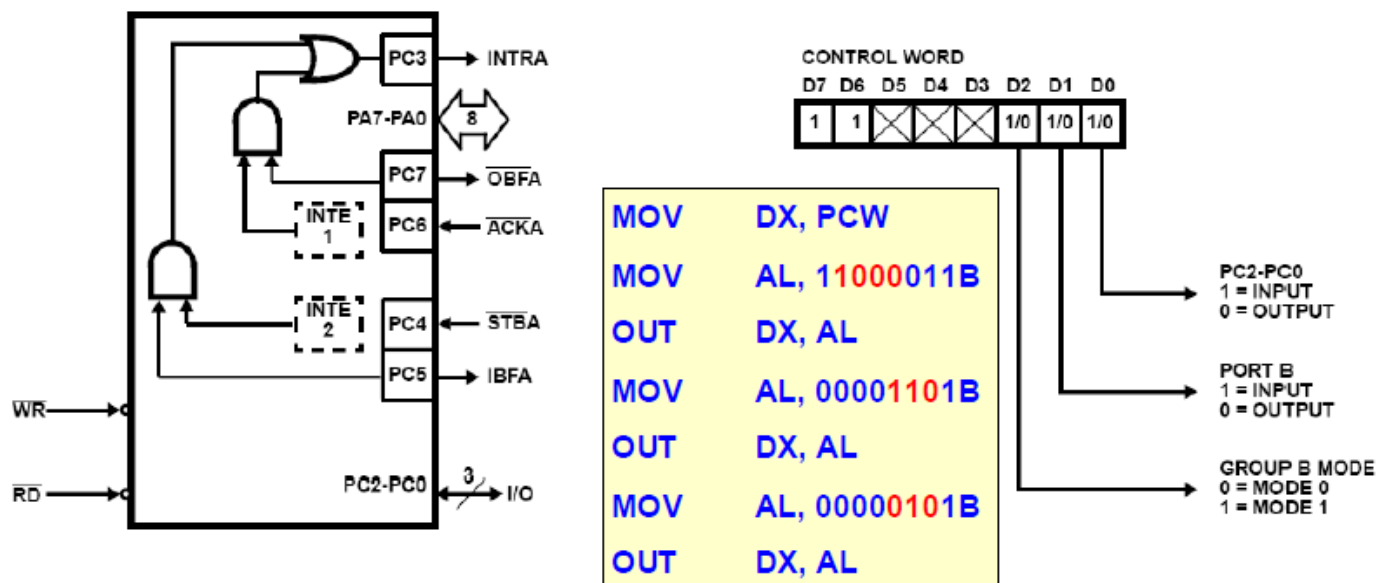 PC3
INTRA
PA7-PA0
8
PC7
OBFA
INTE
1
PC6
ACKA
INTE
2
PC4
STBA
PC5
IBFA
WR
RD
PC2-PC0
3
I/O
CONTROL WORD
D7 D6 D5 D4 D3 D2 D1 D0
1 1 1/0 1/0 1/0
MOV DX, PCW
MOV AL, 11000011B
OUT DX, AL
MOV AL, 00001101B
OUT DX, AL
MOV AL, 00000101B
OUT DX, AL
PC2-PC0
1 = INPUT
0 = OUTPUT
PORT B
1 = INPUT
0 = OUTPUT
GROUP B MODE
0 = MODE 0
1 = MODE 1